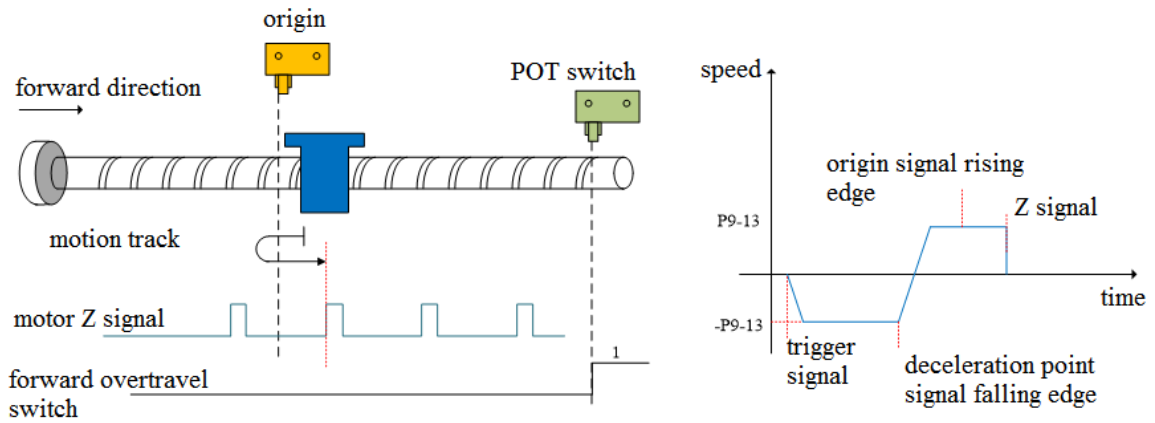 origin
forward direction
POT switch
motion track
motor Z signal
forward overtravel
switch
1
speed
origin signal rising
edge
P9-13
Z signal
time
-P9-13
trigger
signal
deceleration point
signal falling edge